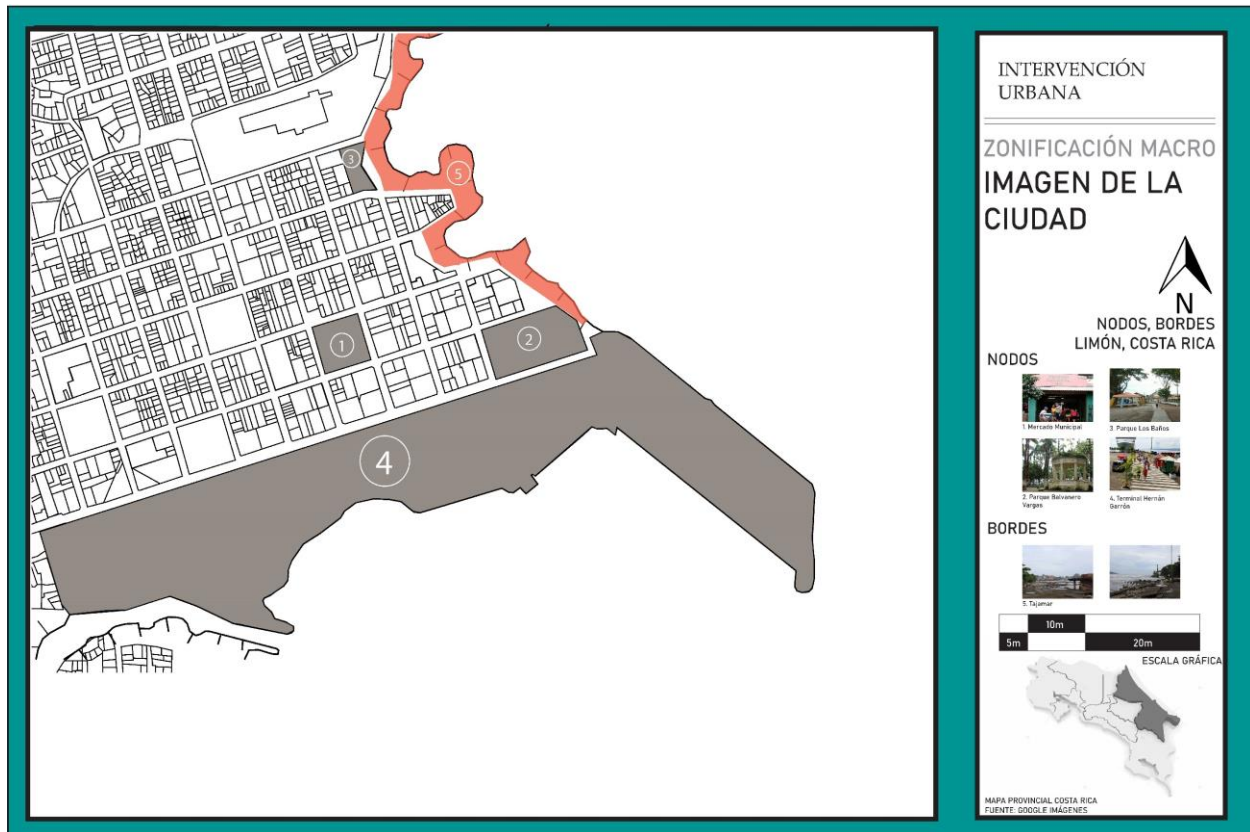 3
5
1
2
4
INTERVENCIÓN
URBANA
ZONIFICACIÓN MACRO
IMAGEN DE LA
CIUDAD
N
NODOS, BORDES
LIMÓN, COSTA RICA
NODOS
1. Mercado Municipal
3. Parque Los Baños
2. Parque Balvanero
Vargas
4. Terminal Hernán
Garrón
BORDES
5. Tajamar
10m
5m
20m
ESCALA GRÁFICA
MAPA PROVINCIAL COSTA RICA
FUENTE: GOOGLE IMÁGENES